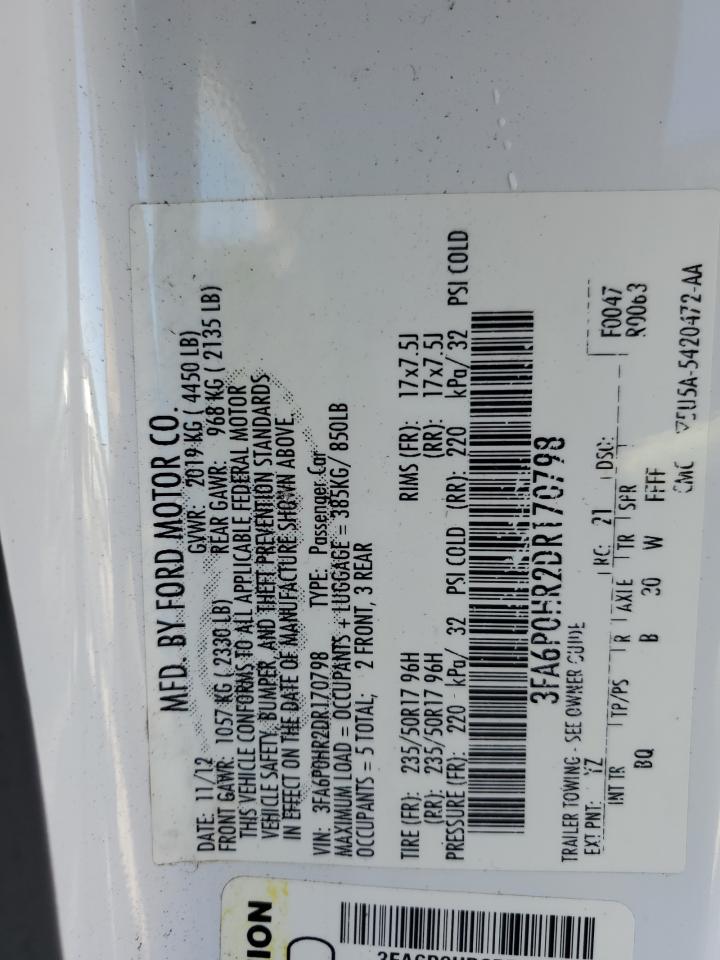 MFD. BY FORD MOTOR CO.
DATE: 11/12 GVWR: 2019 KG ( 4450 LB)
FRONT GAWR: 1057 KG ( 2330 LB) REAR GAWR: 968 KG ( 2135 LB)
THIS VEHICLE CONFORMS TO ALL APPLICABLE FEDERAL MOTOR
VEHICLE SAFETY, BUMPER, AND THEFT PREVENTION STANDARDS
IN EFFECT ON THE DATE OF MANUFACTURE SHOWN ABOVE.
VIN: 3FA6P0HR2DR170798 TYPE: Passenger Car
MAXIMUM LOAD = OCCUPANTS + LUGGAGE = 385KG/ 850LB
OCCUPANTS = 5 TOTAL; 2 FRONT, 3 REAR
TIRE (FR): 235/50R17 96H RIMS (FR): 17x7.5J
(RR): 235/50R17 96H (RR): 17x7.5J
PRESSURE (FR): 220 kPa/ 32 PSI COLD (RR): 220 kPa/ 32 PSI COLD
3FA6P0HR2DR170798
TRAILER TOWING - SEE OWNER GUIDE
EXT PNT: YZ RC: 21 DSO: F0047
R0063
INT TR TP/PS R AXLE TR SPR
BQ B 30 W FFFF
5420472-AA
ION